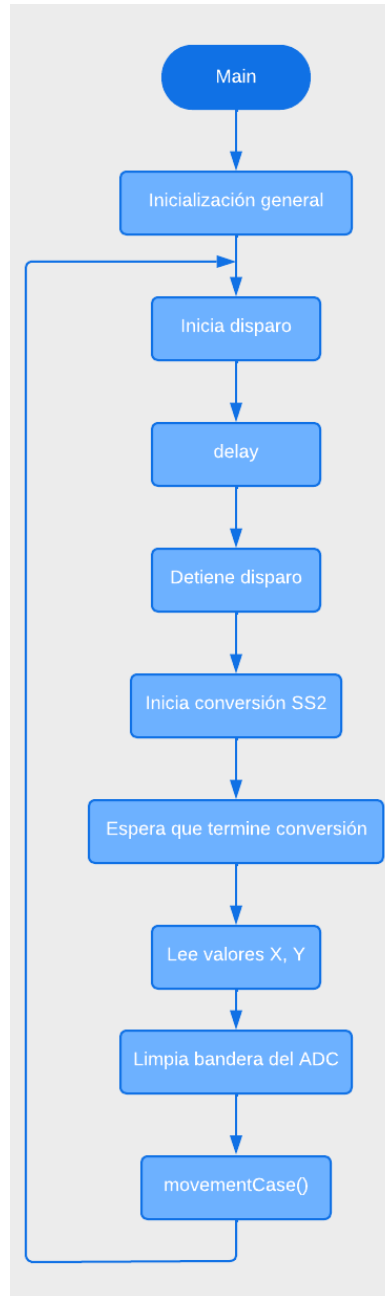 Main
Inicialización general
Inicia disparo
delay
Detiene disparo
Inicia conversión SS2
Espera que termine conversión
Lee valores X, Y
Limpia bandera del ADC
movementCase()